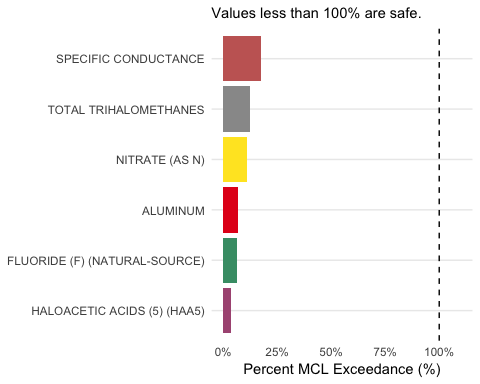 Values less than 100% are safe.
SPECIFIC CONDUCTANCE
TOTAL TRIHALOMETHANES
NITRATE (AS N)
ALUMINUM
FLUORIDE (F) (NATURAL-SOURCE)
HALOACETIC ACIDS (5) (HAA5)
0% 25% 50% 75% 100%
Percent MCL Exceedance (%)